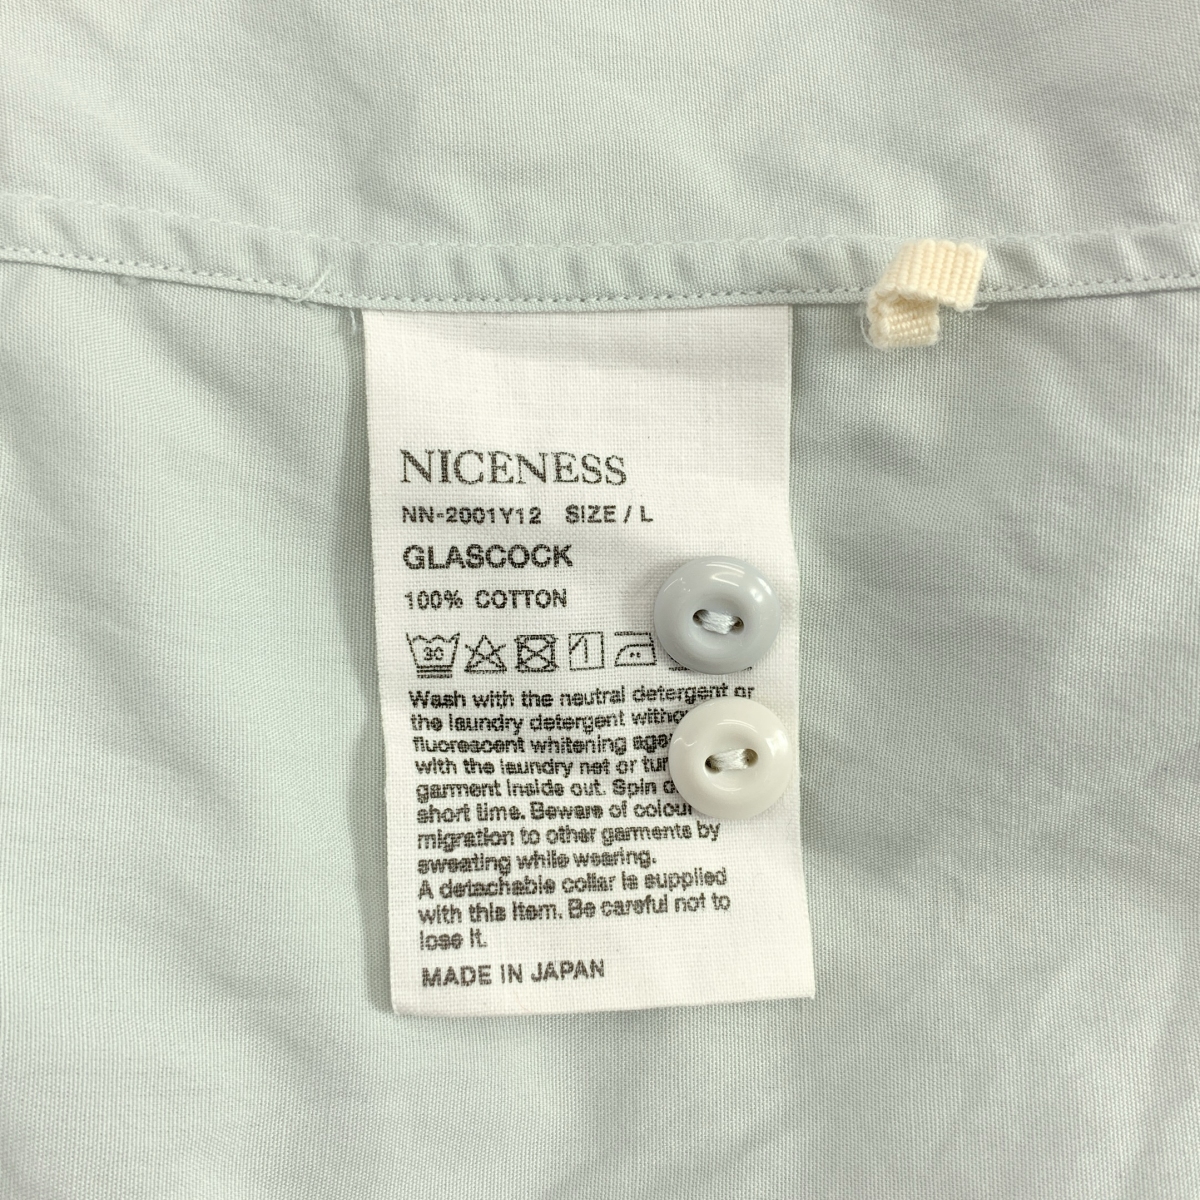 NICENESS
NN-2001Y12 SIZE / L
GLASCOCK
100% COTTON
30
Wash with the neutral detergent or
the laundry detergent
fluorescent whitening
with the laundry net or
garment inside out. Spin
short time. Beware of colour
migration to other garments by
sweating while wearing.
A detachable collar is supplied
with this item. Be careful not to
lose it.
MADE IN JAPAN